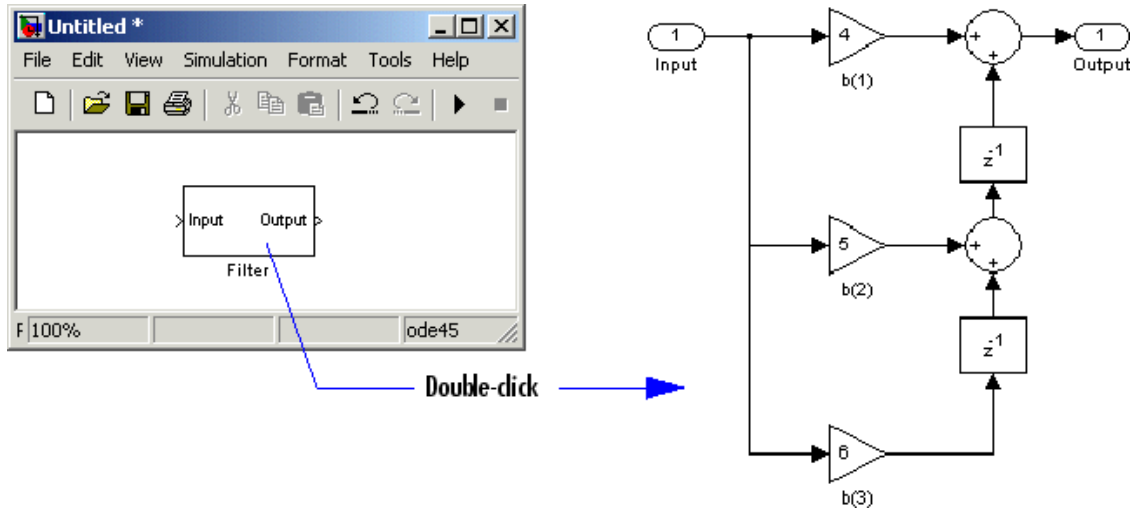 Untitled *
File Edit View Simulation Format Tools Help
Input Output
Filter
F 100% ode45
Double-click
1 4 + + 1
Input b(1) Output
z-1
5 + +
b(2)
z-1
6
b(3)